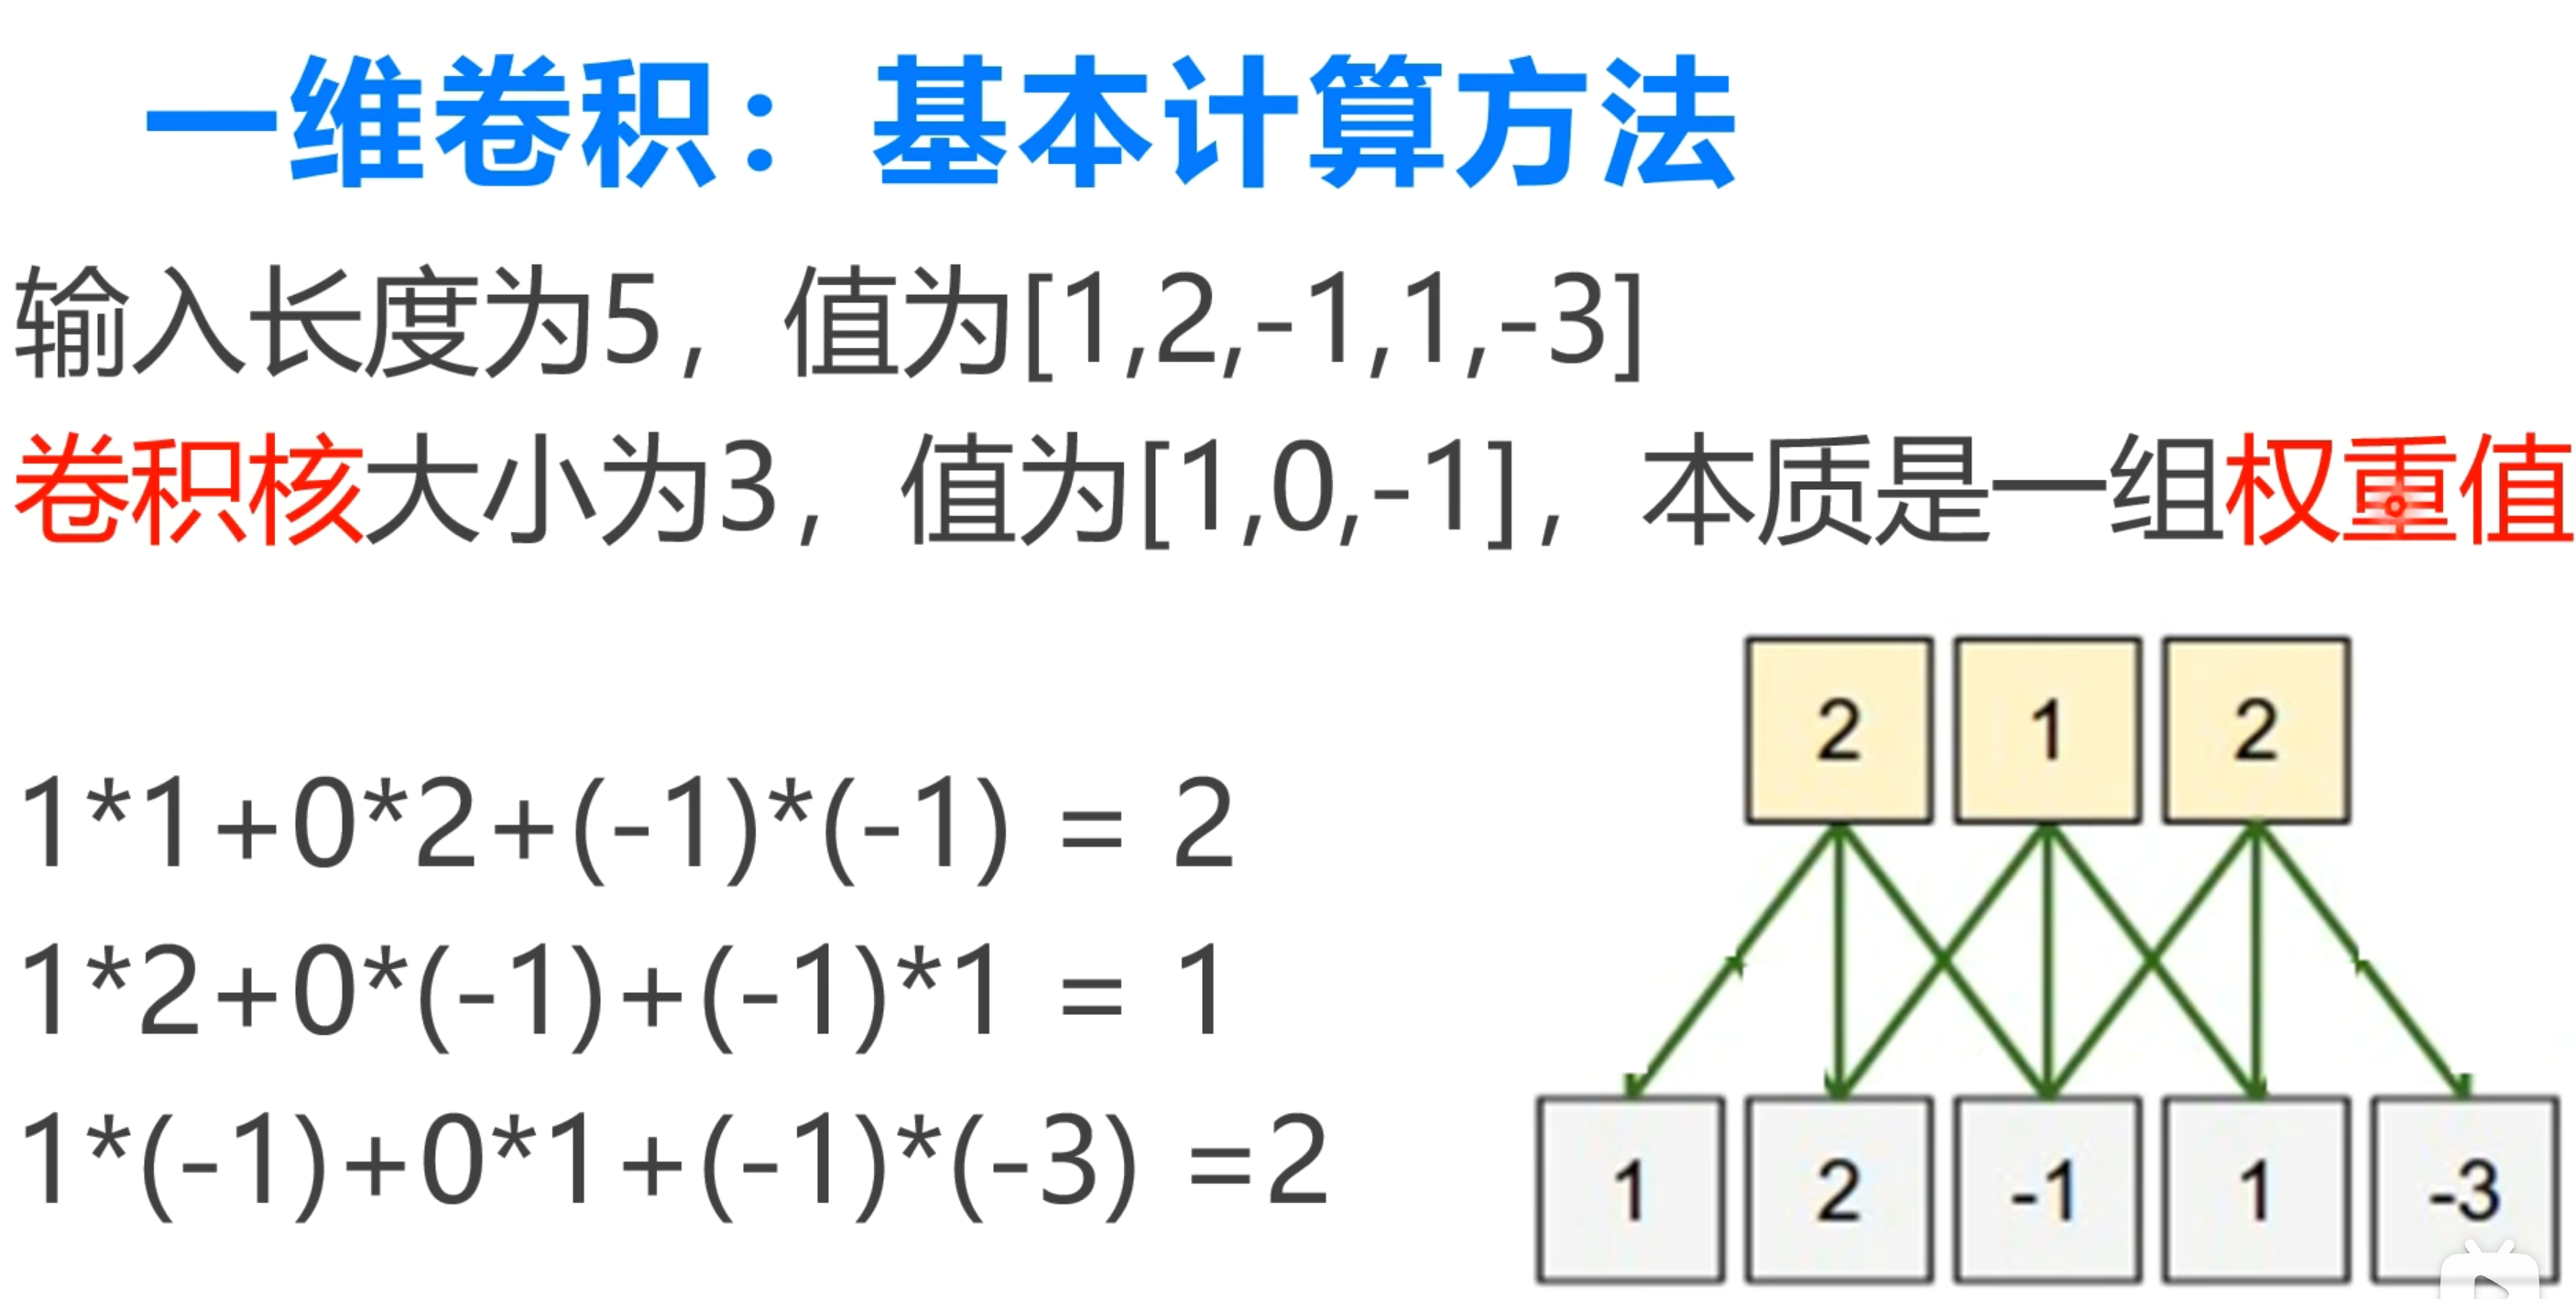 一维卷积：基本计算方法
输入长度为5，值为[1,2,-1,1,-3]
卷积核大小为3，值为[1,0,-1]，本质是一组权重值
1*1+0*2+(-1)*(-1) = 2
1*2+0*(-1)+(-1)*1 = 1
1*(-1)+0*1+(-1)*(-3) =2
2 1 2
1 2 -1 1 -3